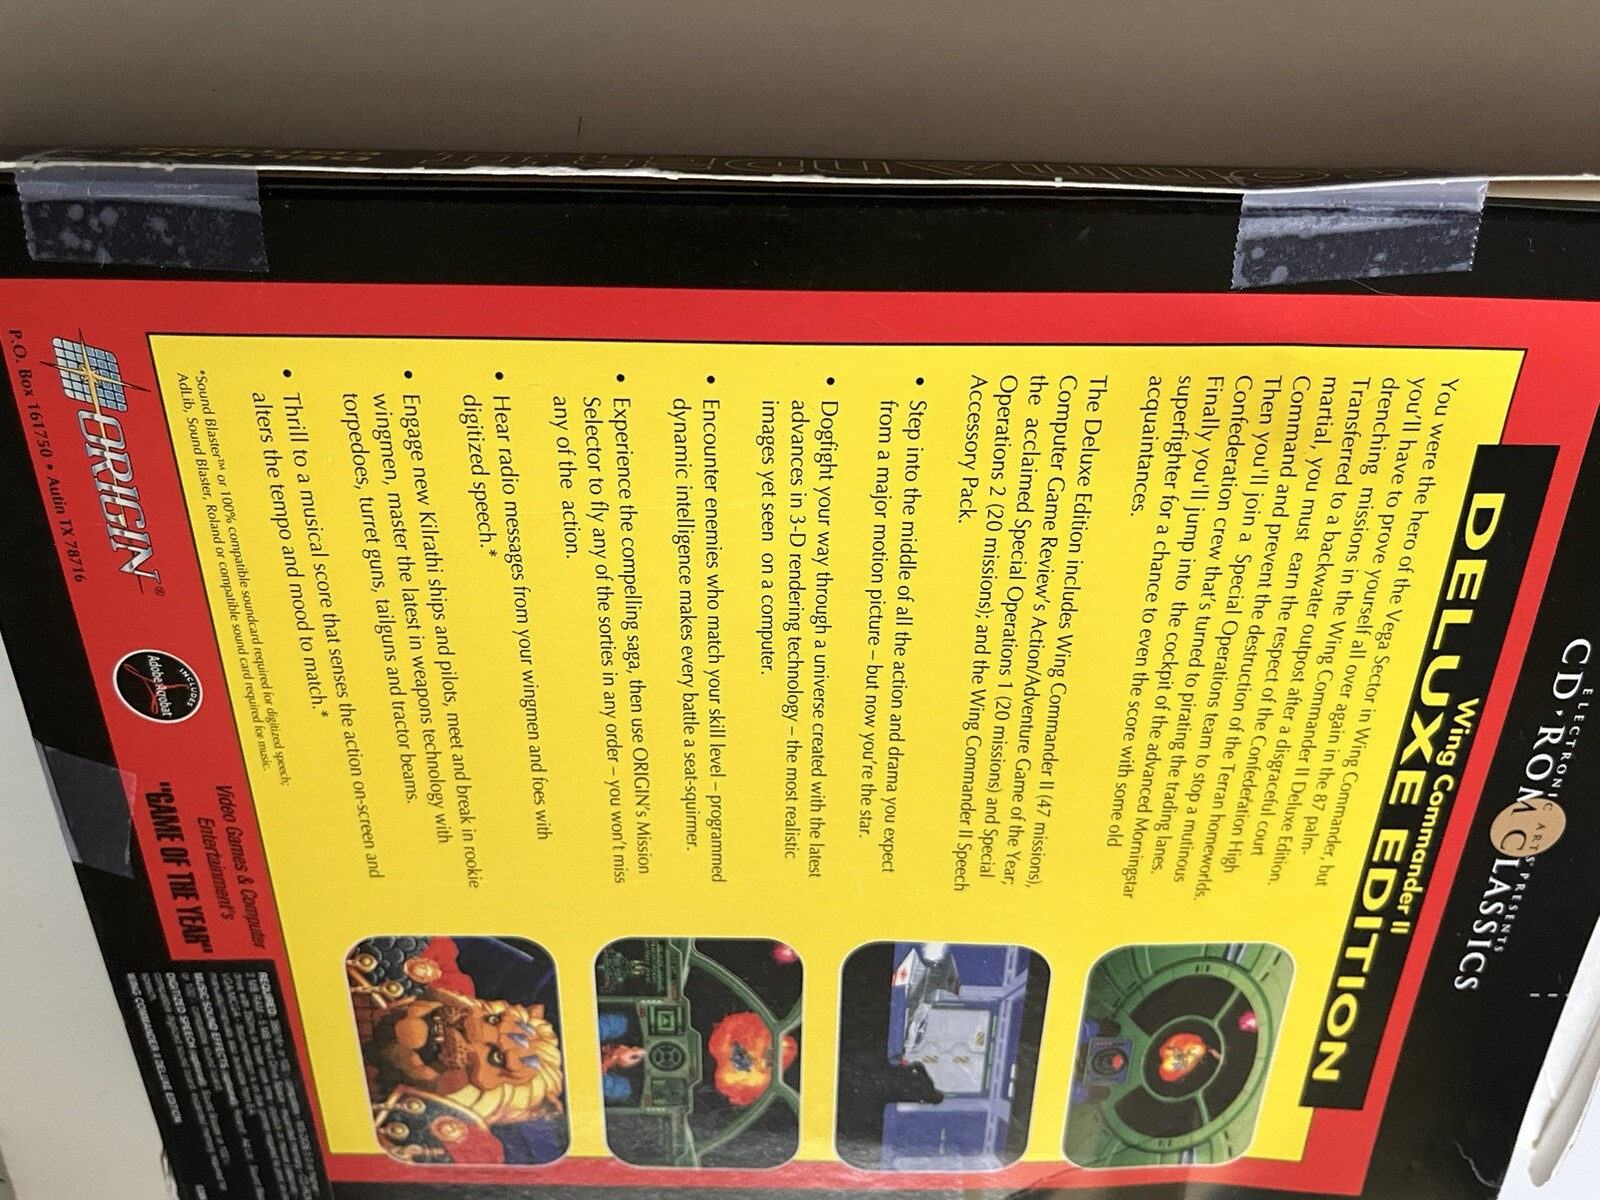 ELECTRONIC ARTS PRESENTS
CD•ROM CLASSICS
Wing Commander II
DELUXE EDITION
You were the hero of the Vega Sector in Wing Commander, but
you'll have to prove yourself all over again in the 87 palm-
drenching missions in the Wing Commander II Deluxe Edition.
Transferred to a backwater outpost after a disgraceful court
martial, you must earn the respect of the Confederation High
Command and prevent the destruction of the Terran homeworlds.
Then you'll join a Special Operations team to stop a mutinous
Confederation crew that's turned to pirating the trading lanes.
Finally you'll jump into the cockpit of the advanced Morningstar
superfighter for a chance to even the score with some old
acquaintances.
The Deluxe Edition includes Wing Commander II (47 missions),
Computer Game Review's Action/Adventure Game of the Year;
the acclaimed Special Operations 1 (20 missions) and Special
Operations 2 (20 missions); and the Wing Commander II Speech
Accessory Pack.
• Step into the middle of all the action and drama you expect
from a major motion picture – but now you're the star.
• Dogfight your way through a universe created with the latest
advances in 3-D rendering technology – the most realistic
images yet seen on a computer.
• Encounter enemies who match your skill level – programmed
dynamic intelligence makes every battle a seat-squirmer.
• Experience the compelling saga, then use ORIGIN's Mission
Selector to fly any of the sorties in any order – you won't miss
any of the action.
• Hear radio messages from your wingmen and foes with
digitized speech.*
• Engage new Kilrathi ships and pilots, meet and break in rookie
wingmen, master the latest in weapons technology with
torpedoes, turret guns, tailguns and tractor beams.
• Thrill to a musical score that senses the action on-screen and
alters the tempo and mood to match.*
*Sound Blaster™ or 100% compatible soundcard required for digitized speech;
AdLib, Sound Blaster, Roland or compatible sound card required for music.
ORIGIN®
P.O. Box 161750 • Autin TX 78716
INCLUDES
Adobe Acrobat
Video Games & Computer
Entertainment's
"GAME OF THE YEAR"
REQUIRED:
MUSIC/SOUND EFFECTS:
DIGITIZED SPEECH
WING COMMANDER II DELUXE EDITION
DELUXE